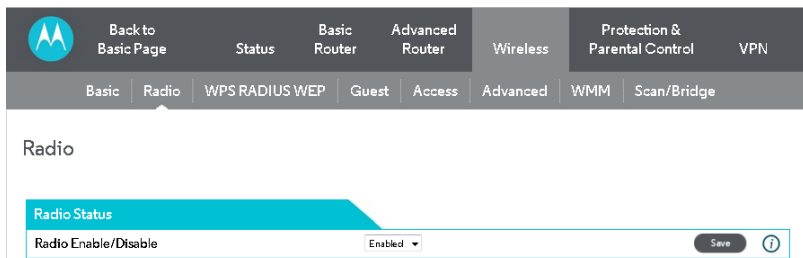 Back to Basic Page
Status
Basic Router
Advanced Router
Wireless
Protection & Parental Control
VPN
Basic
Radio
WPS RADIUS WEP
Guest
Access
Advanced
WMM
Scan/Bridge
Radio
Radio Status
Radio Enable/Disable
Enabled
Save
i